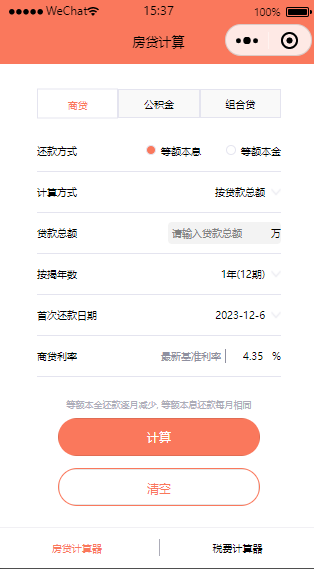 WeChat 15:37 100%
房贷计算
商贷 公积金 组合贷
还款方式 等额本息 等额本金
计算方式 按贷款总额
贷款总额 请输入贷款总额 万
按揭年数 1年(12期)
首次还款日期 2023-12-6
商贷利率 最新基准利率 4.35 %
等额本金还款逐月减少, 等额本息还款每月相同
计算
清空
房贷计算器 税费计算器